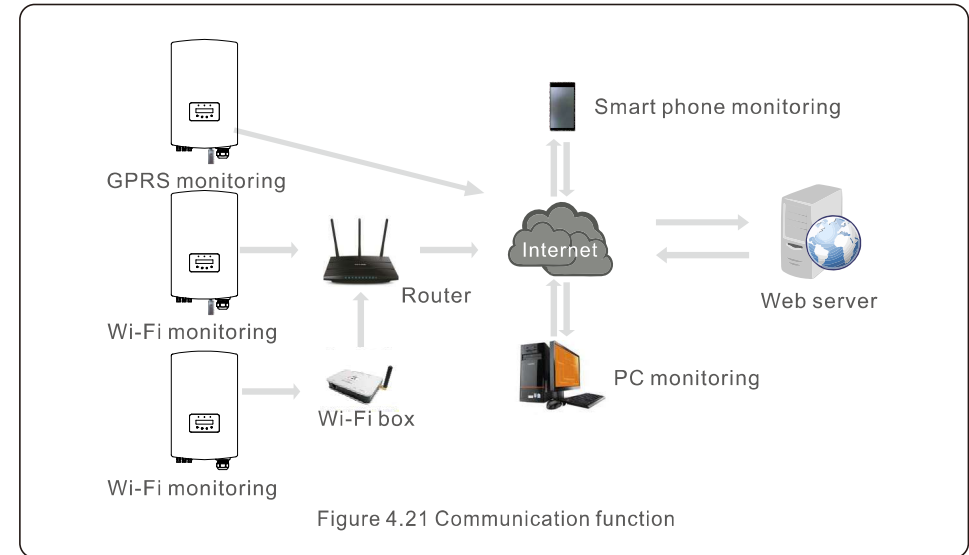 Smart phone monitoring
GPRS monitoring
Internet
Router
Web server
Wi-Fi monitoring
PC monitoring
Wi-Fi box
Wi-Fi monitoring
Figure 4.21 Communication function